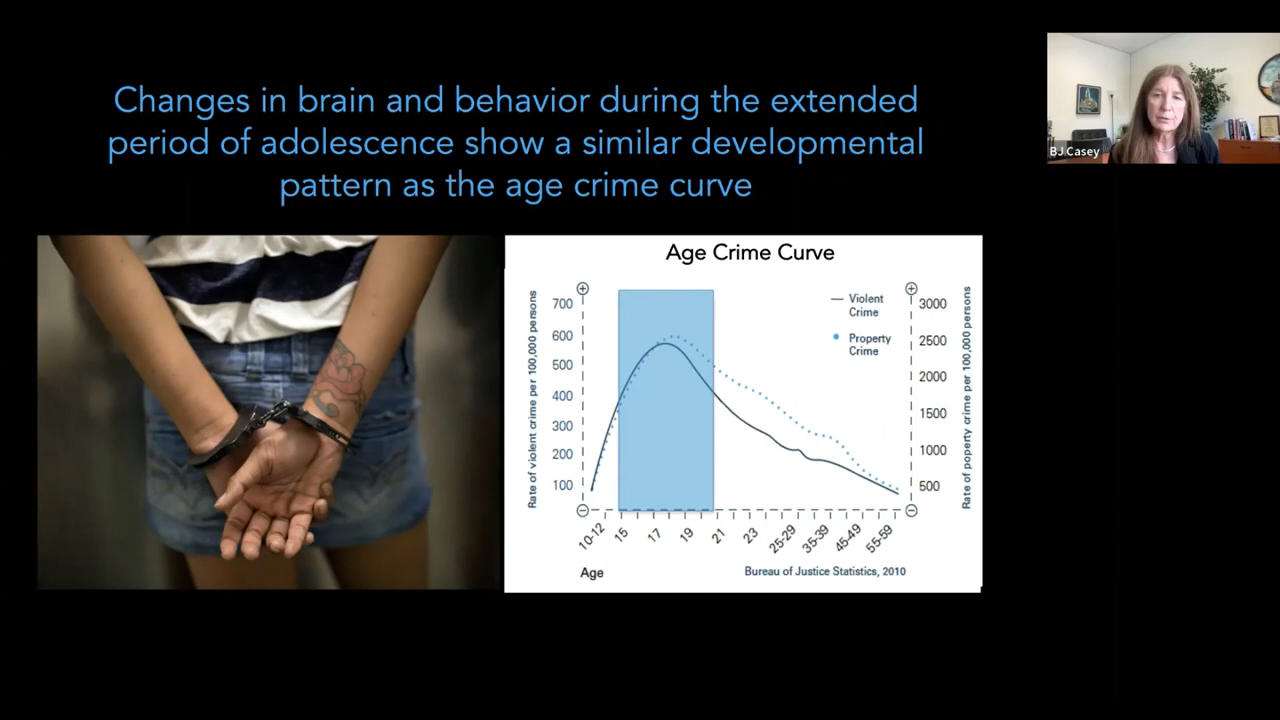 Changes in brain and behavior during the extended
period of adolescence show a similar developmental
pattern as the age crime curve
BJ Casey
Age Crime Curve
Rate of violent crime per 100,000 persons
700
600
500
400
300
200
100
Violent
Crime
Property
Crime
3000
2500
2000
1500
1000
500
Rate of poperty crime per 100,000 persons
10-12
15
17
19
21
23
25-29
35-39
45-49
55-59
Age
Bureau of Justice Statistics, 2010